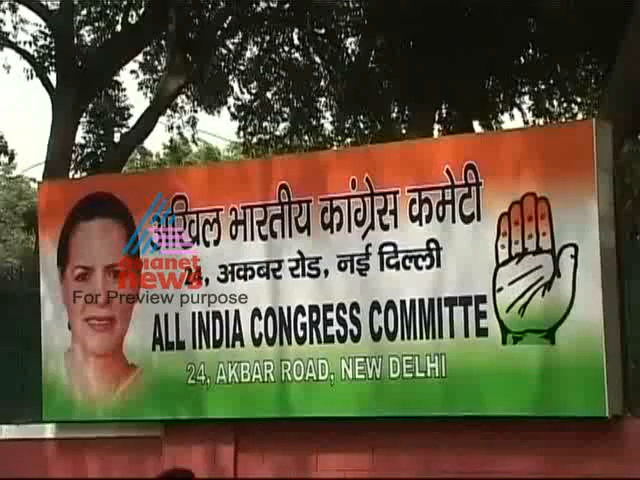 अखिल भारतीय कांग्रेस कमेटी
24, अकबर रोड, नई दिल्ली
asianet
news
For Preview purpose
ALL INDIA CONGRESS COMMITTE
24, AKBAR ROAD, NEW DELHI